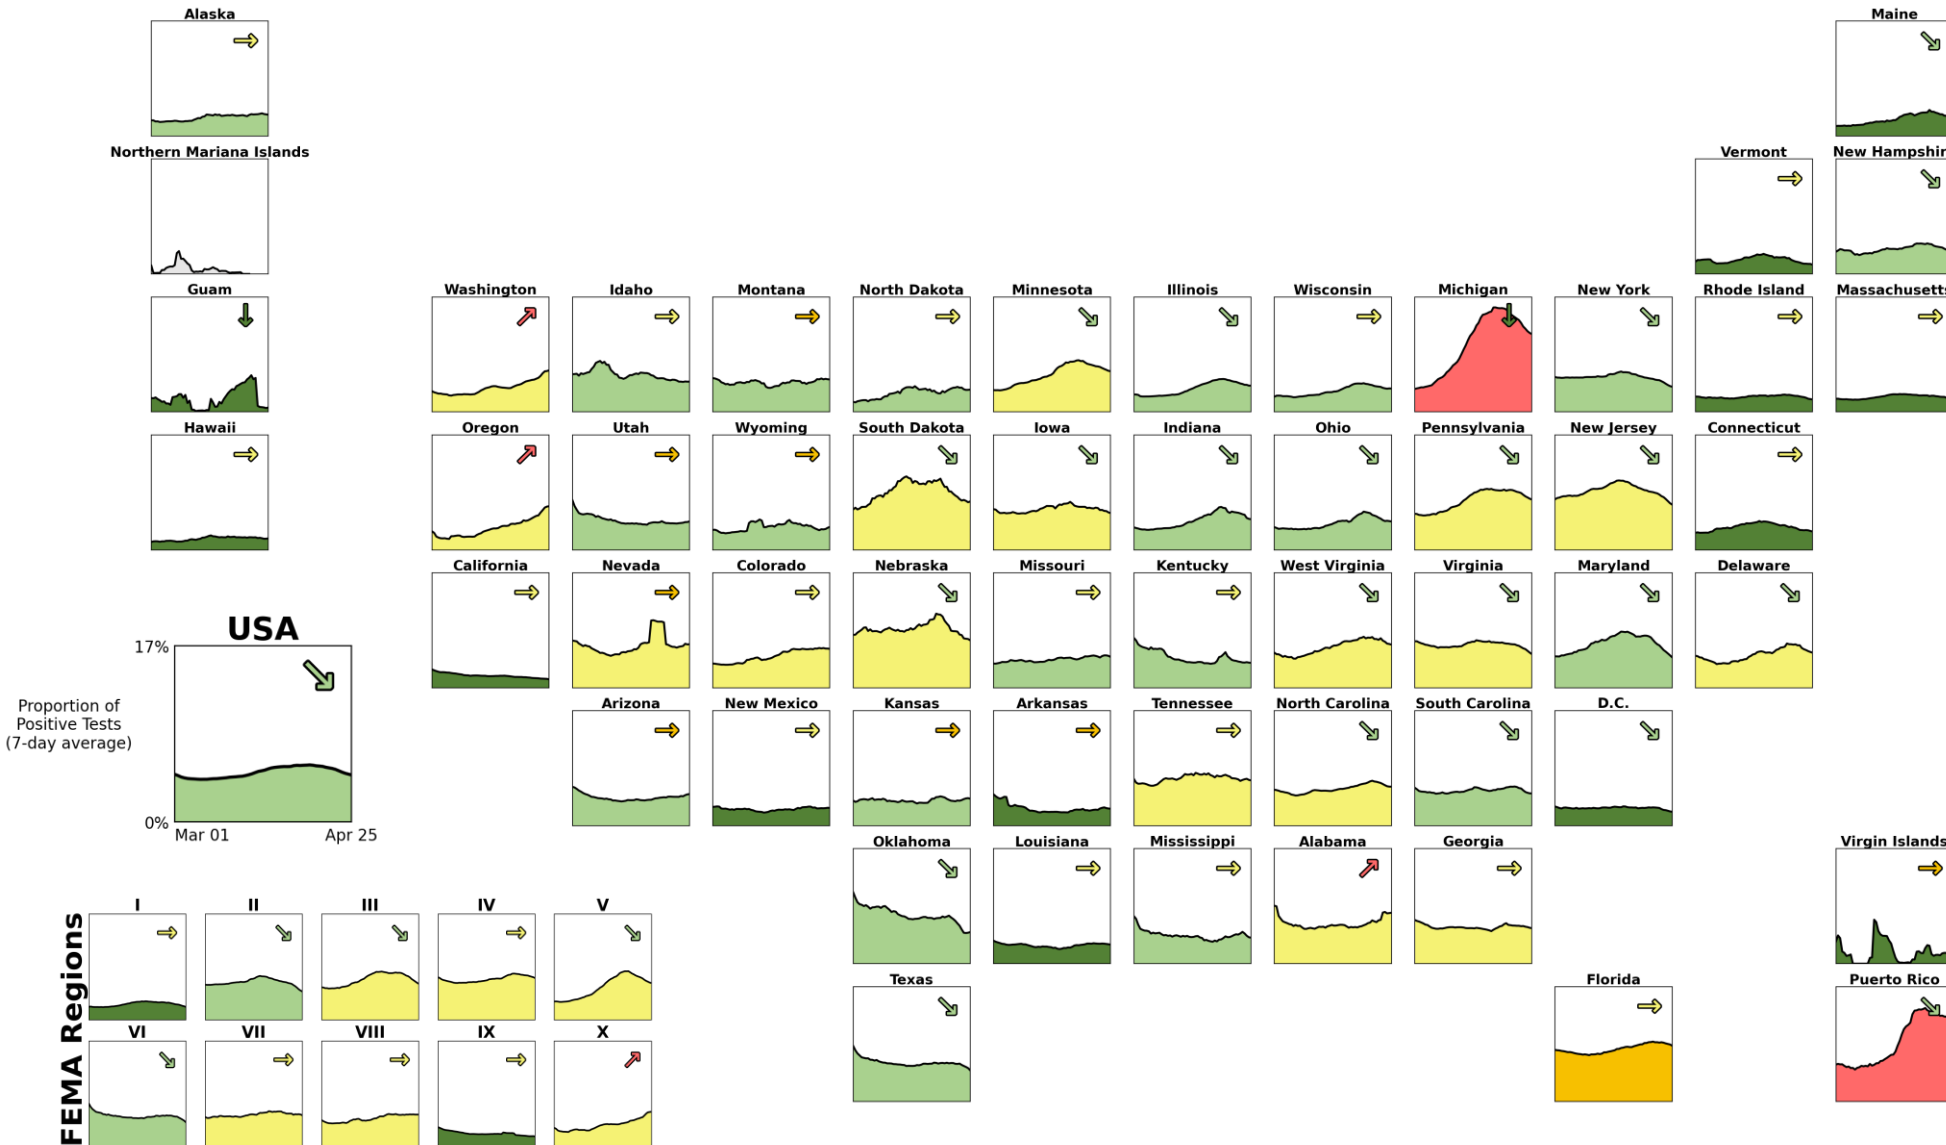 Alaska
Maine
Northern Mariana Islands
Vermont
New Hampshir
Guam
Washington
Idaho
Montana
North Dakota
Minnesota
Illinois
Wisconsin
Michigan
New York
Rhode Island
Massachusetts
Hawaii
Oregon
Utah
Wyoming
South Dakota
Iowa
Indiana
Ohio
Pennsylvania
New Jersey
Connecticut
California
Nevada
Colorado
Nebraska
Missouri
Kentucky
West Virginia
Virginia
Maryland
Delaware
USA
17%
Proportion of
Positive Tests
(7-day average)
0%
Mar 01
Apr 25
Arizona
New Mexico
Kansas
Arkansas
Tennessee
North Carolina
South Carolina
D.C.
Oklahoma
Louisiana
Mississippi
Alabama
Georgia
Virgin Islands
Texas
Florida
Puerto Rico
FEMA Regions
I
II
III
IV
V
VI
VII
VIII
IX
X